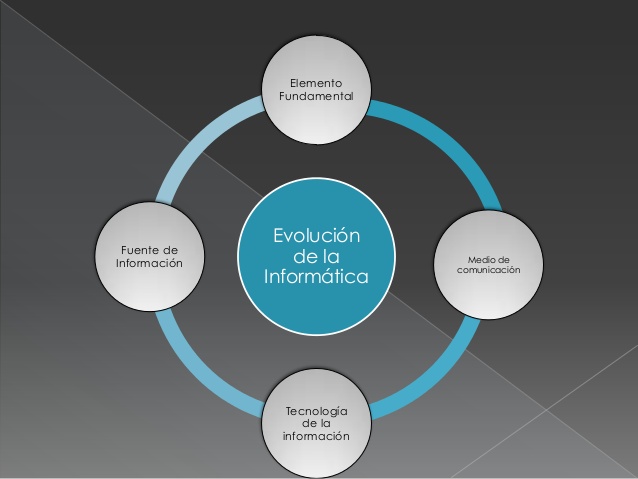 Elemento
Fundamental
Evolución
de la
Informática
Fuente de
Información
Medio de
comunicación
Tecnología
de la
información